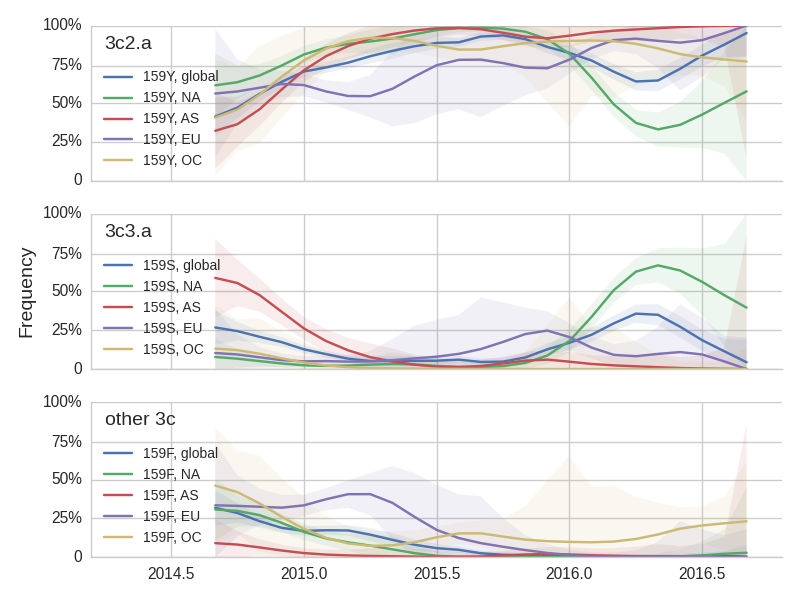 100%
3c2.a
75%
159Y, global
159Y, NA
50%
159Y, AS
25%
159Y, EU
159Y, OC
0
100%
3c3.a
75%
159S, global
159S, NA
50%
159S, AS
25%
159S, EU
159S, OC
0
Frequency
100%
other 3c
75%
159F, global
159F, NA
50%
159F, AS
25%
159F, EU
159F, OC
0
2014.5 2015.0 2015.5 2016.0 2016.5